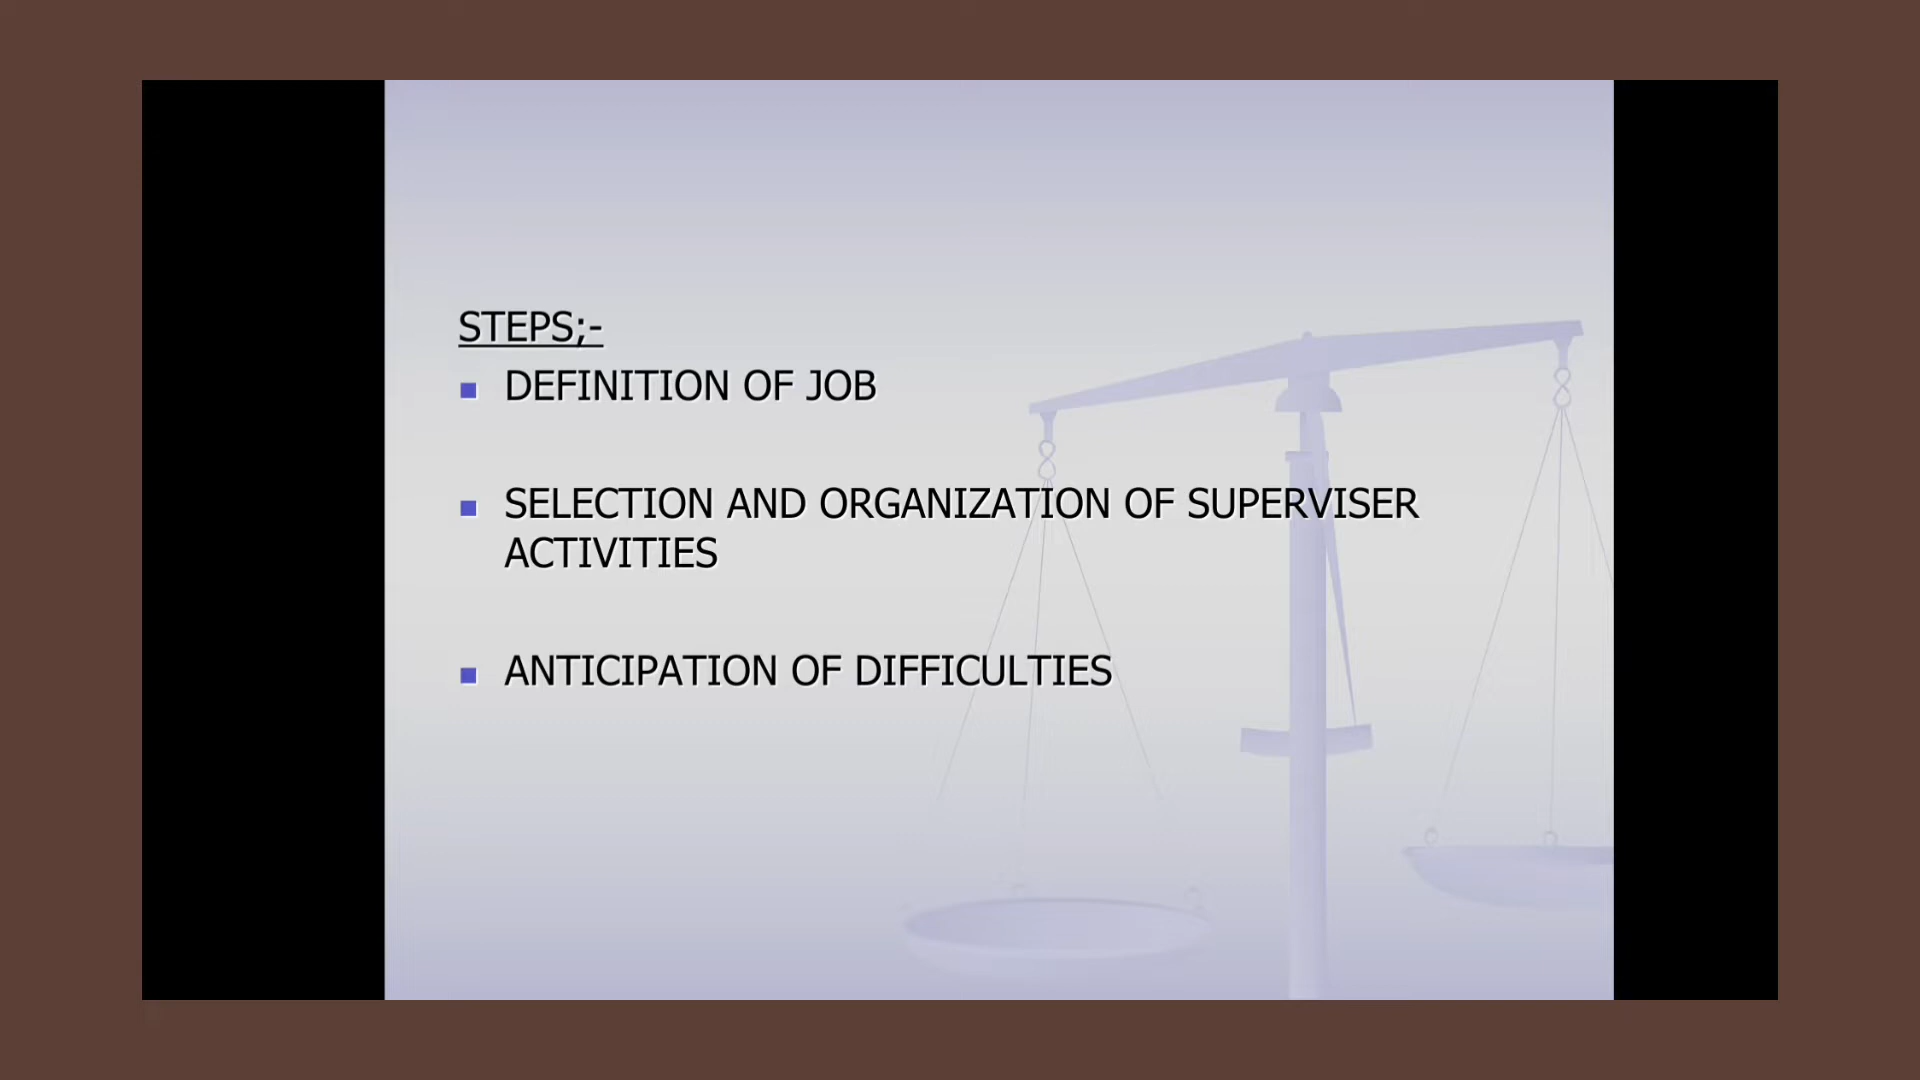 STEPS;-
DEFINITION OF JOB
SELECTION AND ORGANIZATION OF SUPERVISER
ACTIVITIES
ANTICIPATION OF DIFFICULTIES